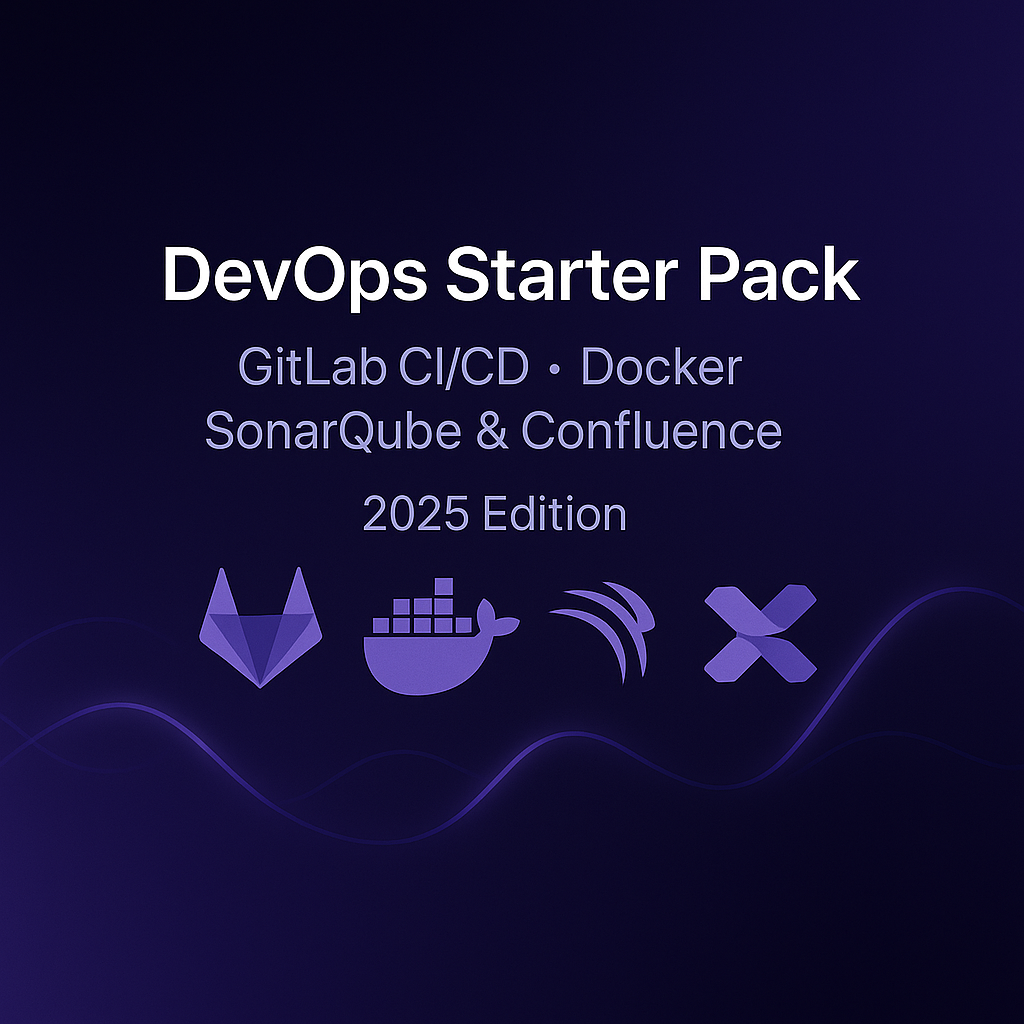 DevOps Starter Pack
GitLab CI/CD • Docker
SonarQube & Confluence
2025 Edition